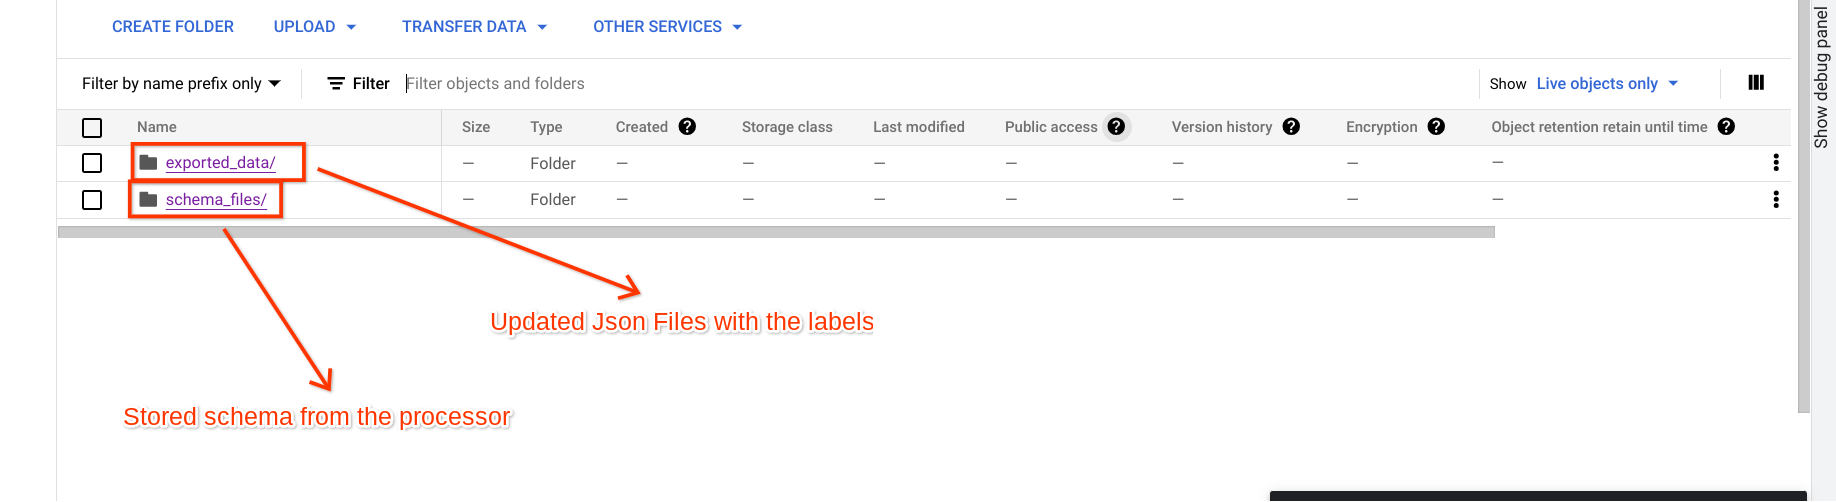 CREATE FOLDER UPLOAD TRANSFER DATA OTHER SERVICES
Filter by name prefix only Filter Filter objects and folders Show Live objects only
Name Size Type Created Storage class Last modified Public access Version history Encryption Object retention retain until time
exported_data/ — Folder — — — — — — —
schema_files/ — Folder — — — — — — —
Updated Json Files with the labels
Stored schema from the processor
Show debug panel